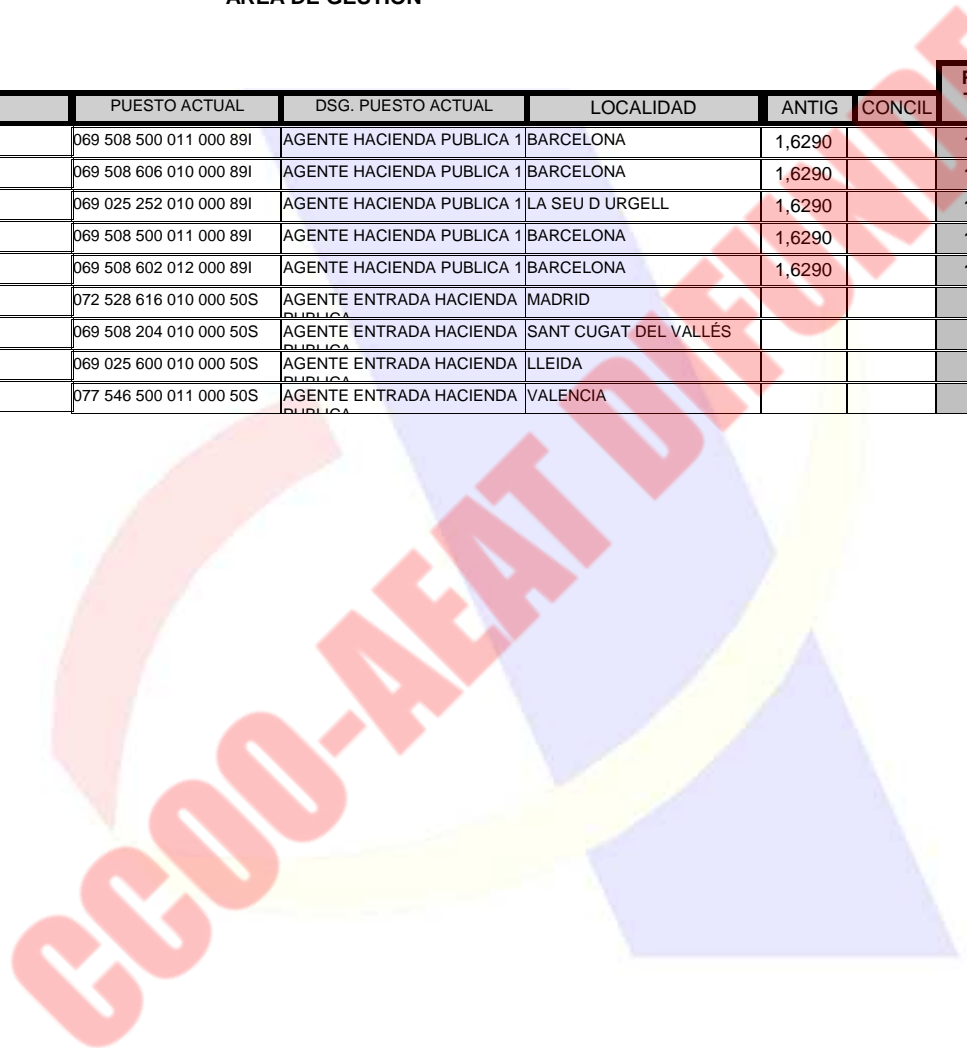 ÁREA DE GESTIÓN
PUESTO ACTUAL DSG. PUESTO ACTUAL LOCALIDAD ANTIG CONCIL
069 508 500 011 000 89I AGENTE HACIENDA PUBLICA 1 BARCELONA 1,6290
069 508 606 010 000 89I AGENTE HACIENDA PUBLICA 1 BARCELONA 1,6290
069 025 252 010 000 89I AGENTE HACIENDA PUBLICA 1 LA SEU D URGELL 1,6290
069 508 500 011 000 89I AGENTE HACIENDA PUBLICA 1 BARCELONA 1,6290
069 508 602 012 000 89I AGENTE HACIENDA PUBLICA 1 BARCELONA 1,6290
072 528 616 010 000 50S AGENTE ENTRADA HACIENDA MADRID
PUBLICA
069 508 204 010 000 50S AGENTE ENTRADA HACIENDA SANT CUGAT DEL VALLÉS
PUBLICA
069 025 600 010 000 50S AGENTE ENTRADA HACIENDA LLEIDA
PUBLICA
077 546 500 011 000 50S AGENTE ENTRADA HACIENDA VALENCIA
PUBLICA
CCOO-AEAT DIFUNDE